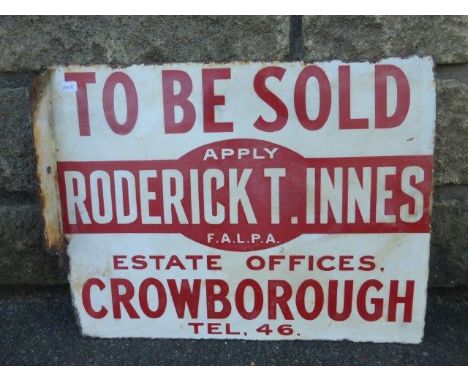 TO BE SOLD
APPLY
RODERICK T. INNES
F.A.L.P.A.
ESTATE OFFICES,
CROWBOROUGH
TEL. 46.